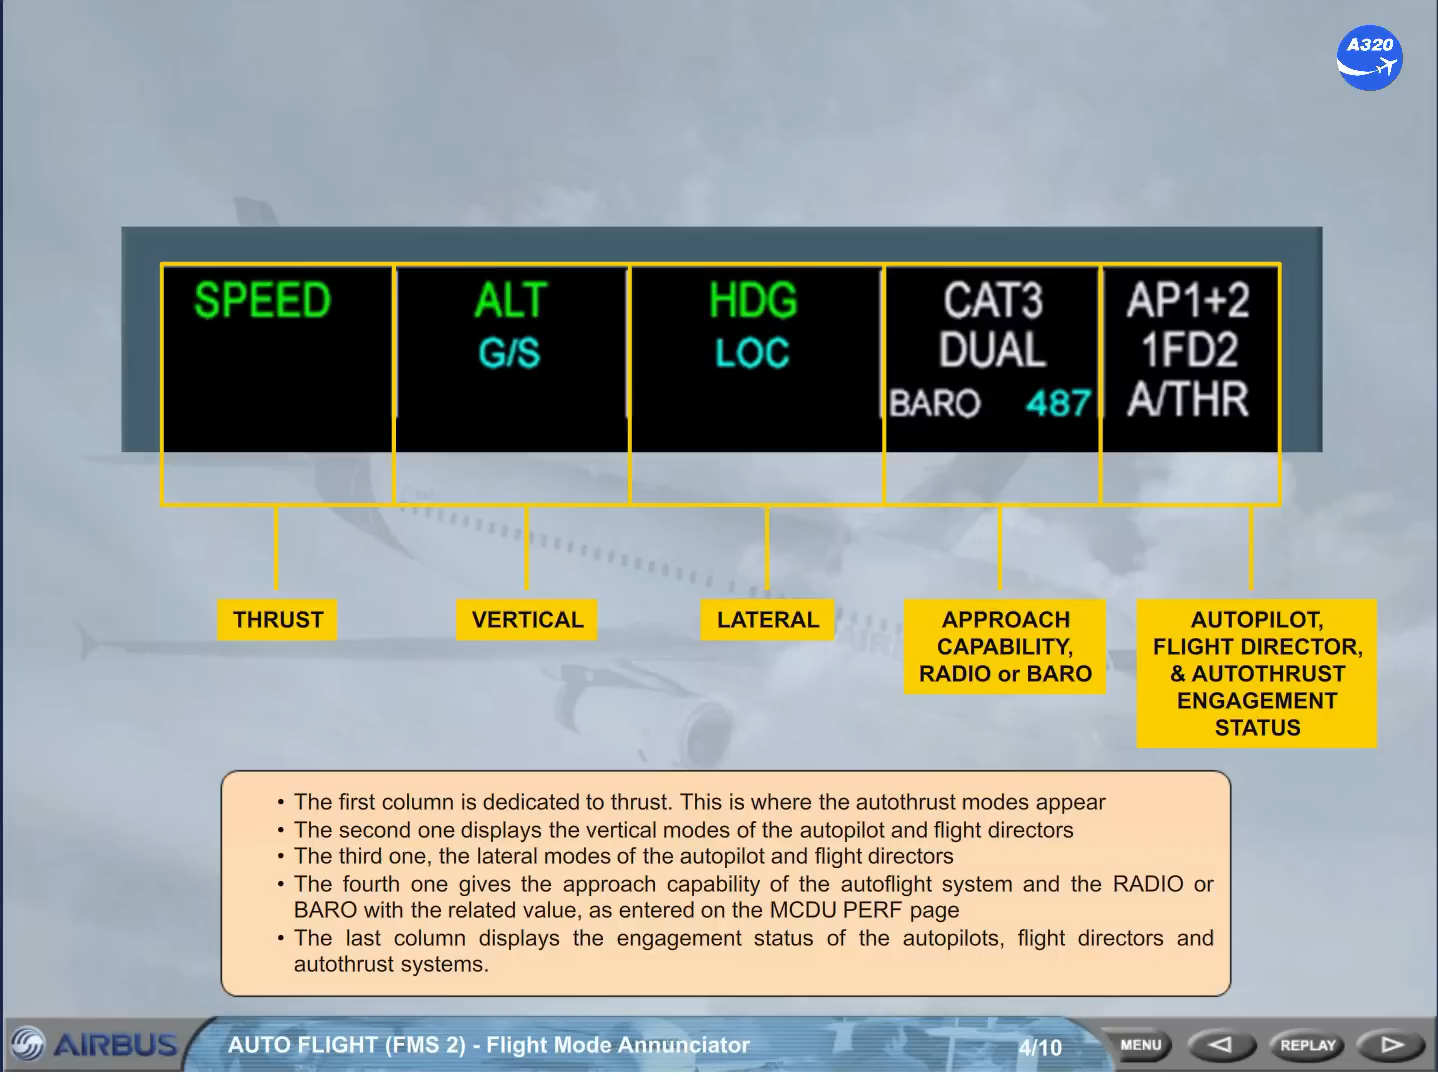 A320
SPEED
ALT
HDG
CAT3
AP1+2
G/S
LOC
DUAL
1FD2
BARO 487
A/THR
THRUST
VERTICAL
LATERAL
APPROACH
CAPABILITY,
RADIO or BARO
AUTOPILOT,
FLIGHT DIRECTOR,
& AUTOTHRUST
ENGAGEMENT
STATUS
• The first column is dedicated to thrust. This is where the autothrust modes appear
• The second one displays the vertical modes of the autopilot and flight directors
• The third one, the lateral modes of the autopilot and flight directors
• The fourth one gives the approach capability of the autoflight system and the RADIO or
BARO with the related value, as entered on the MCDU PERF page
• The last column displays the engagement status of the autopilots, flight directors and
autothrust systems.
AIRBUS
AUTO FLIGHT (FMS 2) - Flight Mode Annunciator
4/10
MENU
REPLAY